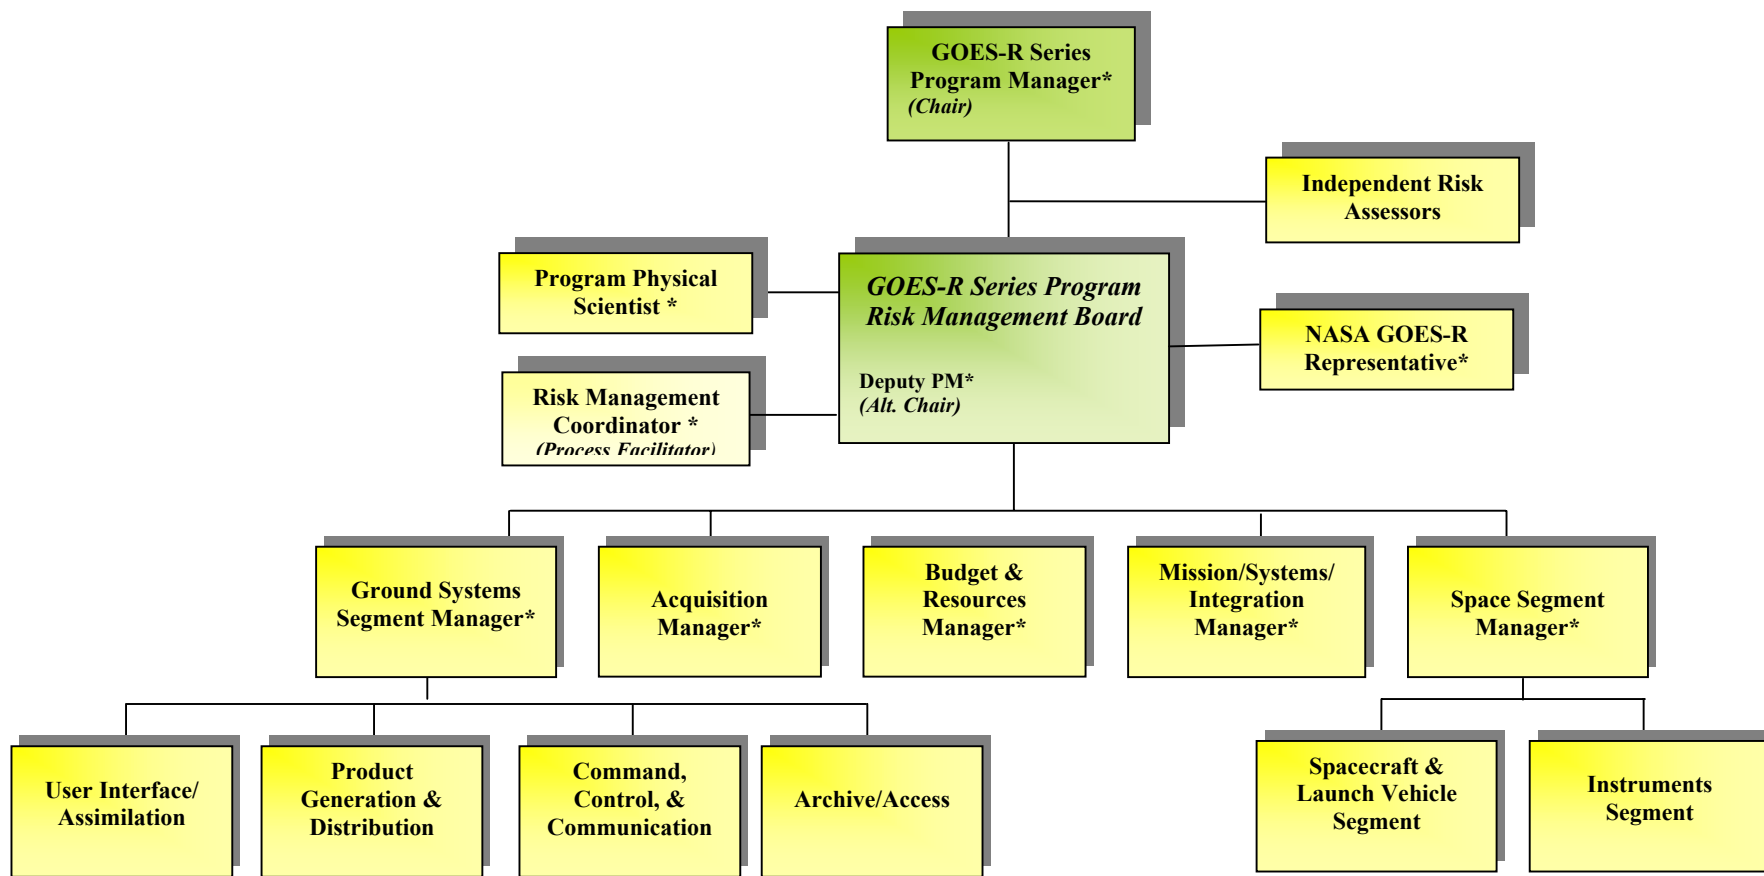 GOES-R Series
Program Manager*
(Chair)
Independent Risk
Assessors
Program Physical
Scientist *
GOES-R Series Program
Risk Management Board
Deputy PM*
(Alt. Chair)
NASA GOES-R
Representative*
Risk Management
Coordinator *
(Process Facilitator)
Ground Systems
Segment Manager*
Acquisition
Manager*
Budget &
Resources
Manager*
Mission/Systems/
Integration
Manager*
Space Segment
Manager*
User Interface/
Assimilation
Product
Generation &
Distribution
Command,
Control, &
Communication
Archive/Access
Spacecraft &
Launch Vehicle
Segment
Instruments
Segment